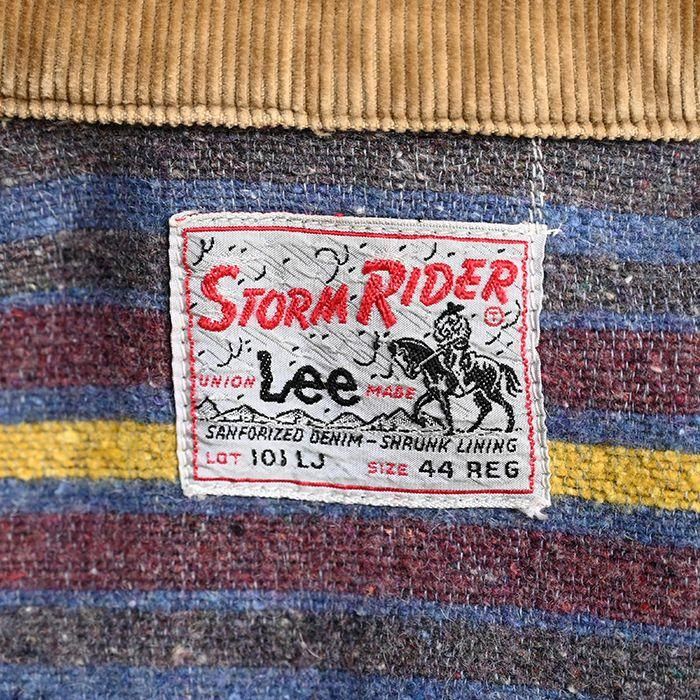 STORM RIDER
T
UNION Lee MADE
SANFORIZED DENIM - SHRUNK LINING
LOT 101 LJ SIZE 44 REG